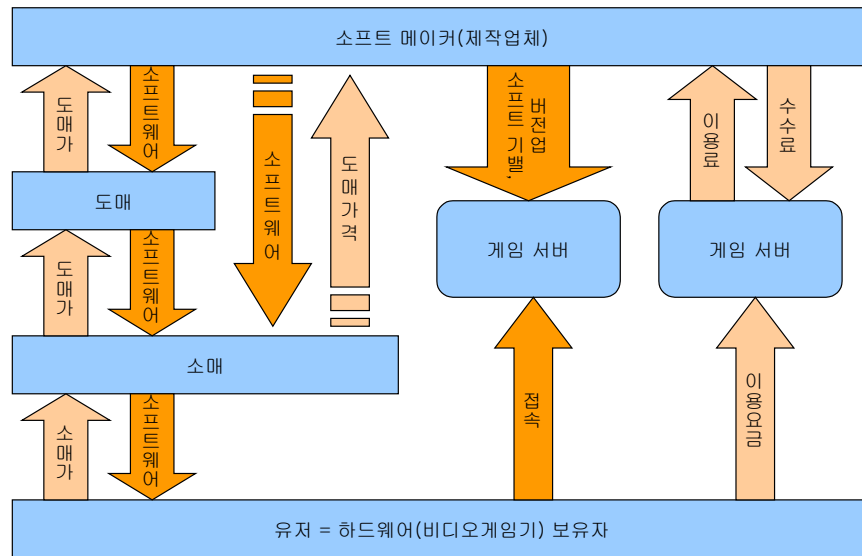 소프트 메이커(제작업체)
도매가
소프트웨어
소프트웨어
도매가격
버전업
소프트 기밸,
이용료
수수료
도매
도매가
소프트웨어
게임 서버
게임 서버
소매
소매가
소프트웨어
접속
이용요금
유저 = 하드웨어(비디오게임기) 보유자